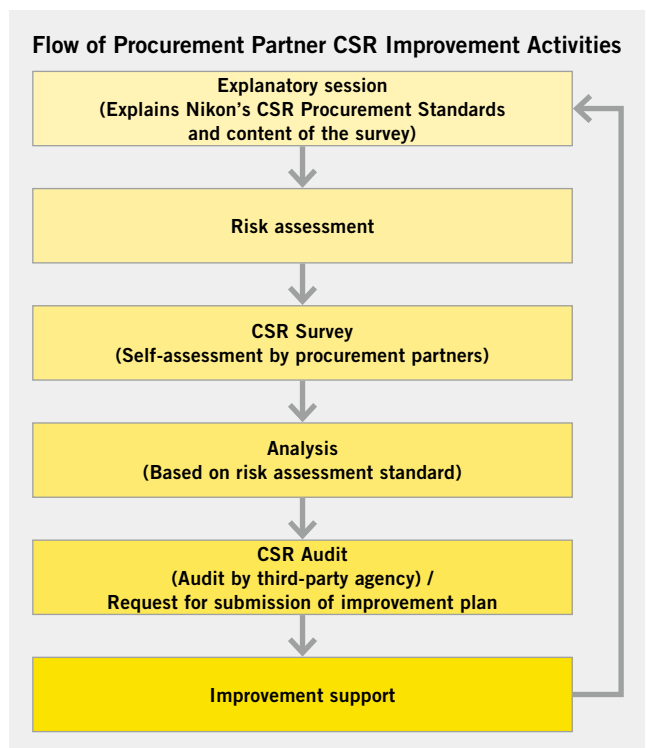 Flow of Procurement Partner CSR Improvement Activities
Explanatory session
(Explains Nikon's CSR Procurement Standards
and content of the survey)
Risk assessment
CSR Survey
(Self-assessment by procurement partners)
Analysis
(Based on risk assessment standard)
CSR Audit
(Audit by third-party agency) /
Request for submission of improvement plan
Improvement support